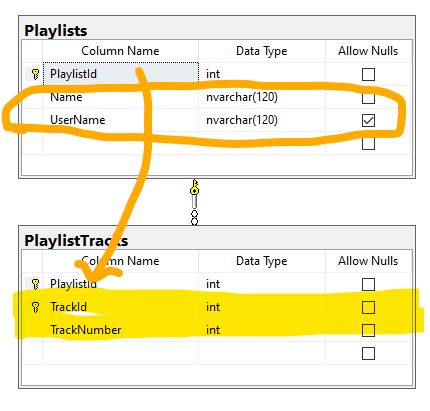 Playlists
Column Name Data Type Allow Nulls
PlaylistId int
Name nvarchar(120)
UserName nvarchar(120)
PlaylistTracks
Column Name Data Type Allow Nulls
PlaylistId int
TrackId int
TrackNumber int